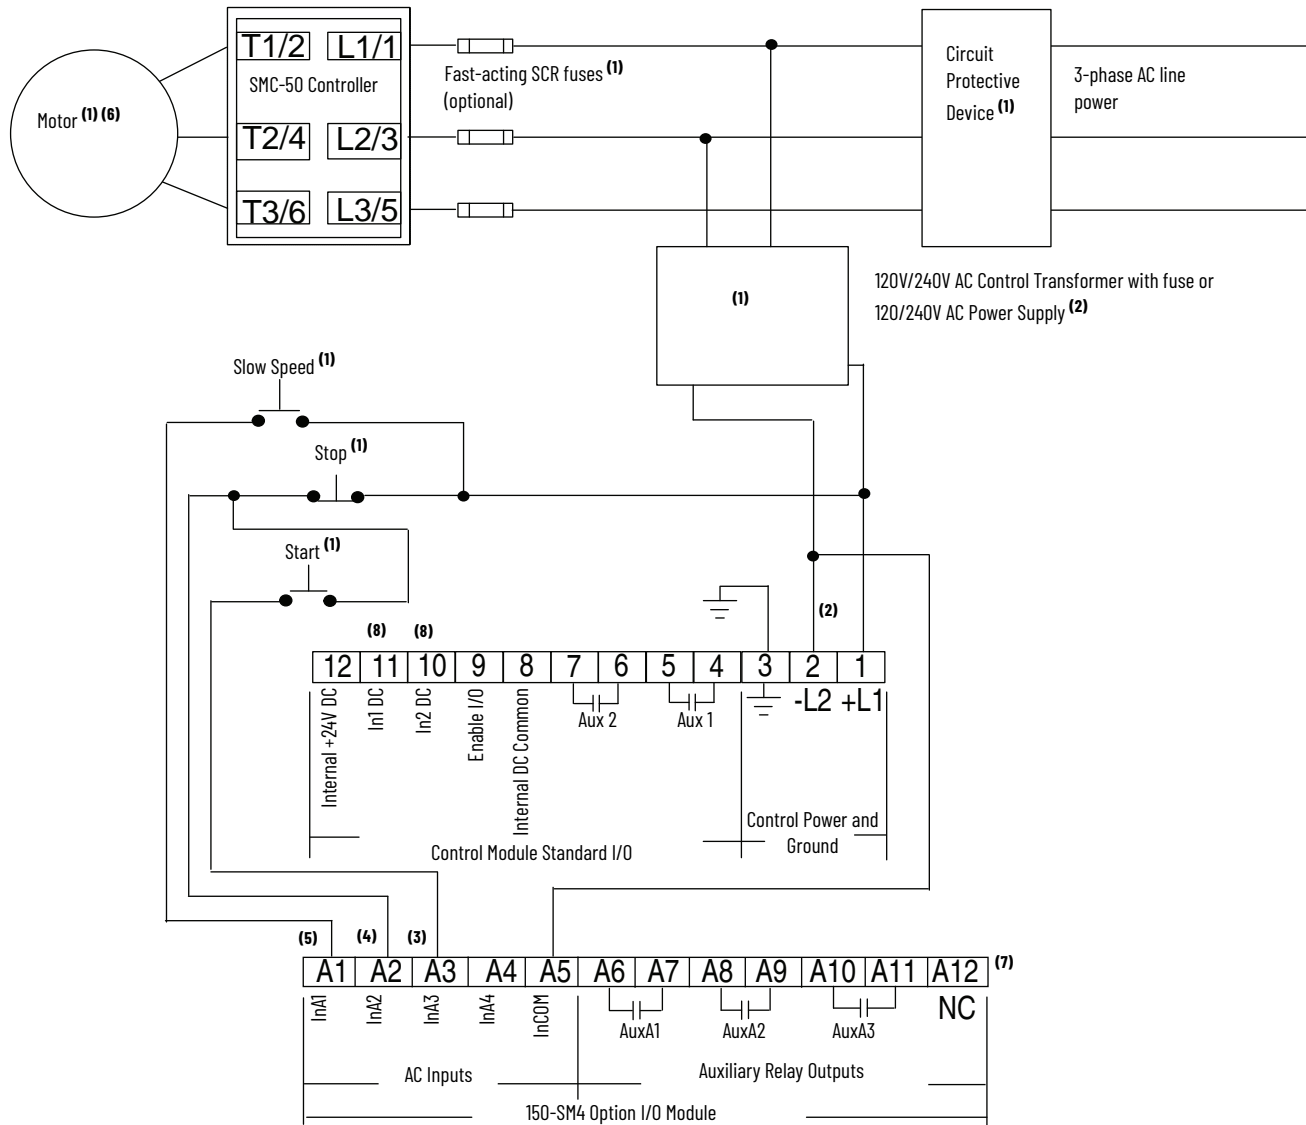 T1/2 L1/1
SMC-50 Controller
T2/4 L2/3
T3/6 L3/5
Motor (1) (6)
Fast-acting SCR fuses (1)
(optional)
Circuit
Protective
Device (1)
3-phase AC line
power
(1)
120V/240V AC Control Transformer with fuse or
120/240V AC Power Supply (2)
Slow Speed (1)
Stop (1)
Start (1)
(8) (8)
(2)
12 11 10 9 8 7 6 5 4 3 2 1
Internal +24V DC
In1 DC
In2 DC
Enable I/O
Internal DC Common
Aux 2
Aux 1
-L2 +L1
Control Module Standard I/O
Control Power and
Ground
(5) (4) (3)
A1 A2 A3 A4 A5 A6 A7 A8 A9 A10 A11 A12 (7)
InA1
InA2
InA3
InA4
InCOM
AuxA1
AuxA2
AuxA3
NC
AC Inputs
Auxiliary Relay Outputs
150-SM4 Option I/O Module